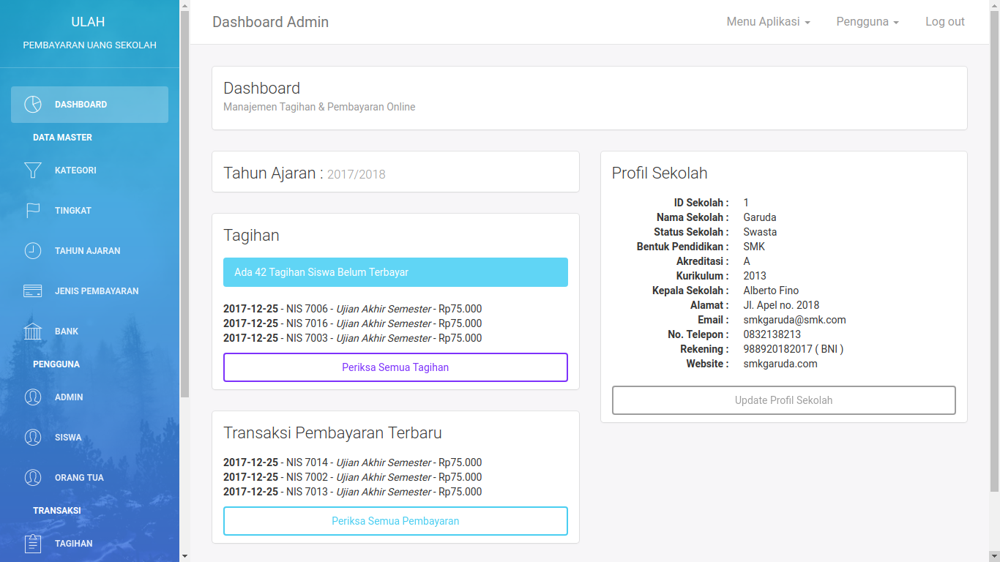 ULAH
PEMBAYARAN UANG SEKOLAH
DASHBOARD
DATA MASTER
KATEGORI
TINGKAT
TAHUN AJARAN
JENIS PEMBAYARAN
BANK
PENGGUNA
ADMIN
SISWA
ORANG TUA
TRANSAKSI
TAGIHAN
Dashboard Admin
Menu Aplikasi
Pengguna
Log out
Dashboard
Manajemen Tagihan & Pembayaran Online
Tahun Ajaran : 2017/2018
Tagihan
Ada 42 Tagihan Siswa Belum Terbayar
2017-12-25 - NIS 7006 - Ujian Akhir Semester - Rp75.000
2017-12-25 - NIS 7016 - Ujian Akhir Semester - Rp75.000
2017-12-25 - NIS 7003 - Ujian Akhir Semester - Rp75.000
Periksa Semua Tagihan
Transaksi Pembayaran Terbaru
2017-12-25 - NIS 7014 - Ujian Akhir Semester - Rp75.000
2017-12-25 - NIS 7002 - Ujian Akhir Semester - Rp75.000
2017-12-25 - NIS 7013 - Ujian Akhir Semester - Rp75.000
Periksa Semua Pembayaran
Profil Sekolah
ID Sekolah : 1
Nama Sekolah : Garuda
Status Sekolah : Swasta
Bentuk Pendidikan : SMK
Akreditasi : A
Kurikulum : 2013
Kepala Sekolah : Alberto Fino
Alamat : Jl. Apel no. 2018
Email : smkgaruda@smk.com
No. Telepon : 0832138213
Rekening : 988920182017 ( BNI )
Website : smkgaruda.com
Update Profil Sekolah